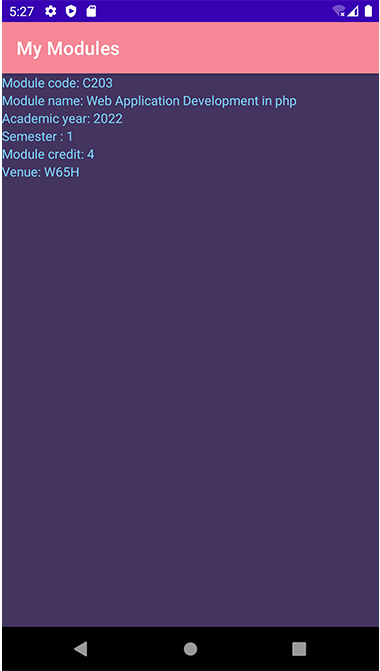 5:27
My Modules
Module code: C203
Module name: Web Application Development in php
Academic year: 2022
Semester : 1
Module credit: 4
Venue: W65H